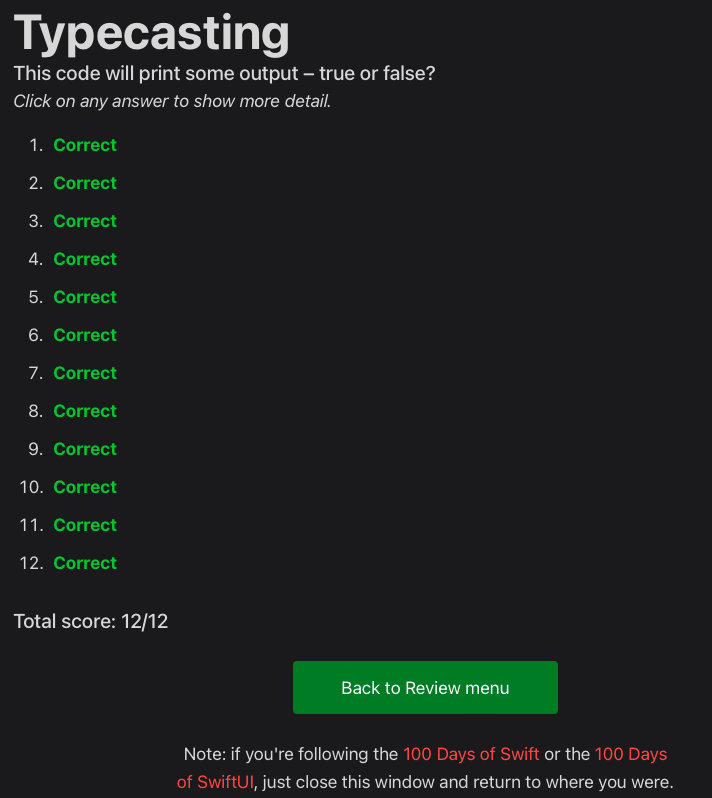 Typecasting
This code will print some output – true or false?
Click on any answer to show more detail.
1. Correct
2. Correct
3. Correct
4. Correct
5. Correct
6. Correct
7. Correct
8. Correct
9. Correct
10. Correct
11. Correct
12. Correct
Total score: 12/12
Back to Review menu
Note: if you're following the 100 Days of Swift or the 100 Days
of SwiftUI, just close this window and return to where you were.